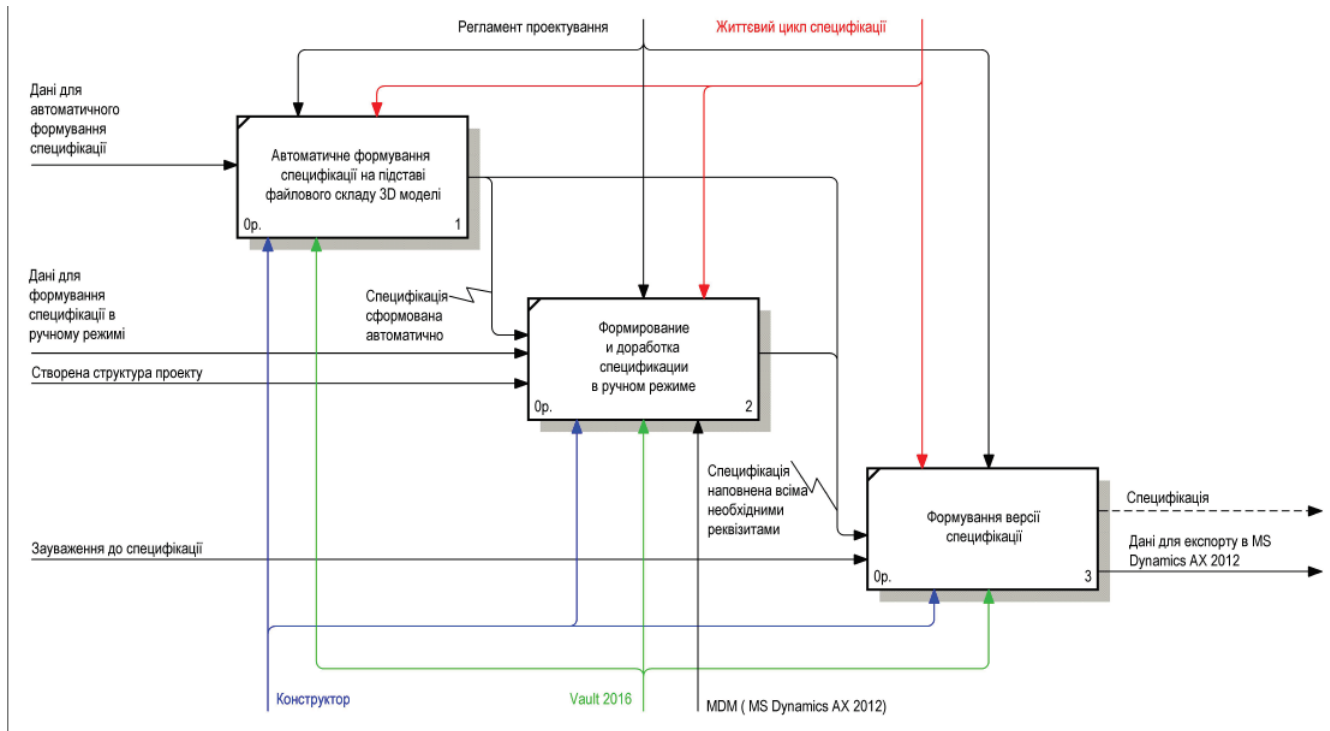 Регламент проектування
Життєвий цикл специфікації
Дані для
автоматичного
формування
специфікації
Автоматичне формування
специфікації на підставі
файлового складу 3D моделі
0р.
1
Дані для
формування
специфікації в
ручному режимі
Створена структура проекту
Специфікація
сформована
автоматично
Формирование
и доработка
спецификации
в ручном режиме
0р.
2
Специфікація
наповнена всіма
необхідними
реквізитами
Зауваження до специфікації
Формування версії
специфікації
0р.
3
Специфікація
Дані для експорту в MS
Dynamics AX 2012
Конструктор
Vault 2016
MDM ( MS Dynamics AX 2012)